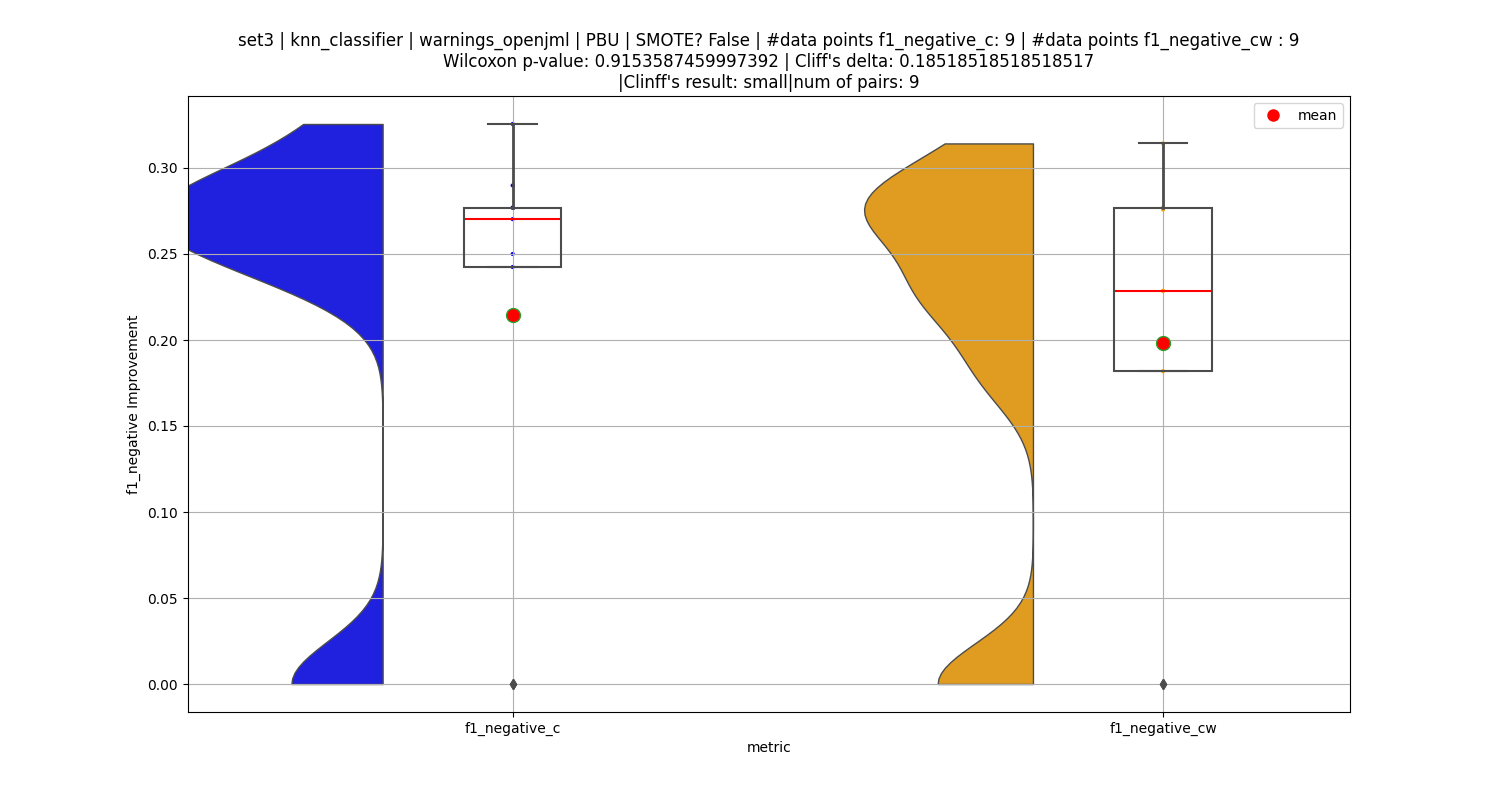 set3 | knn_classifier | warnings_openjml | PBU | SMOTE? False | #data points f1_negative_c: 9 | #data points f1_negative_cw : 9
Wilcoxon p-value: 0.9153587459997392 | Cliff's delta: 0.18518518518518517
|Clinff's result: small|num of pairs: 9
mean
0.30
0.25
0.20
0.15
0.10
0.05
0.00
f1_negative Improvement
f1_negative_c
f1_negative_cw
metric